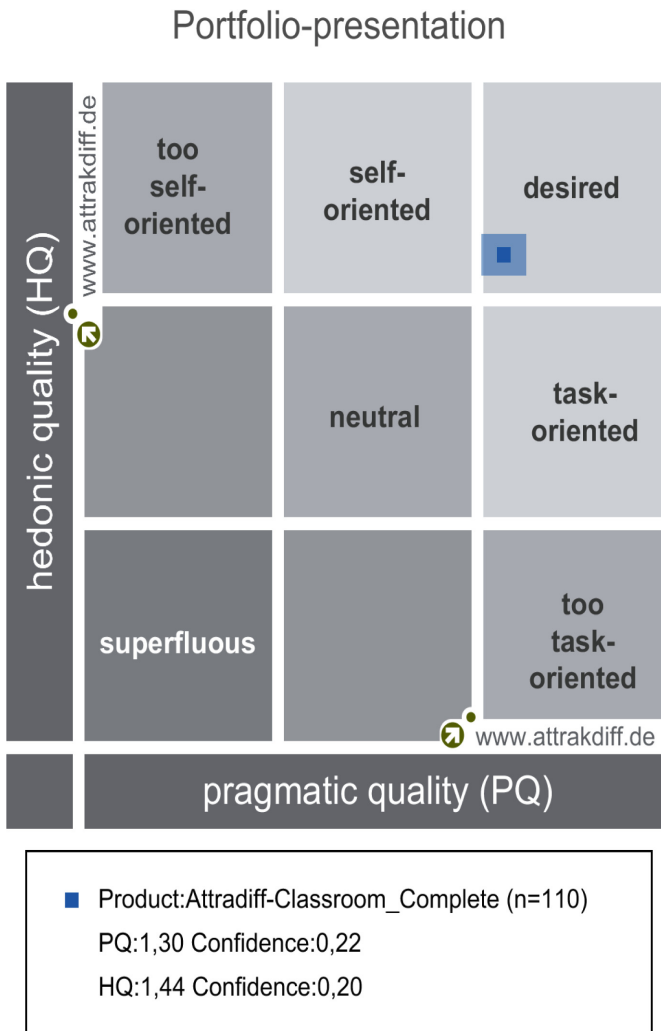 Portfolio-presentation
www.attrakdiff.de
too
self-
oriented
self-
oriented
desired
hedonic quality (HQ)
neutral
task-
oriented
superfluous
too
task-
oriented
www.attrakdiff.de
pragmatic quality (PQ)
Product:Attradiff-Classroom_Complete (n=110)
PQ:1,30 Confidence:0,22
HQ:1,44 Confidence:0,20